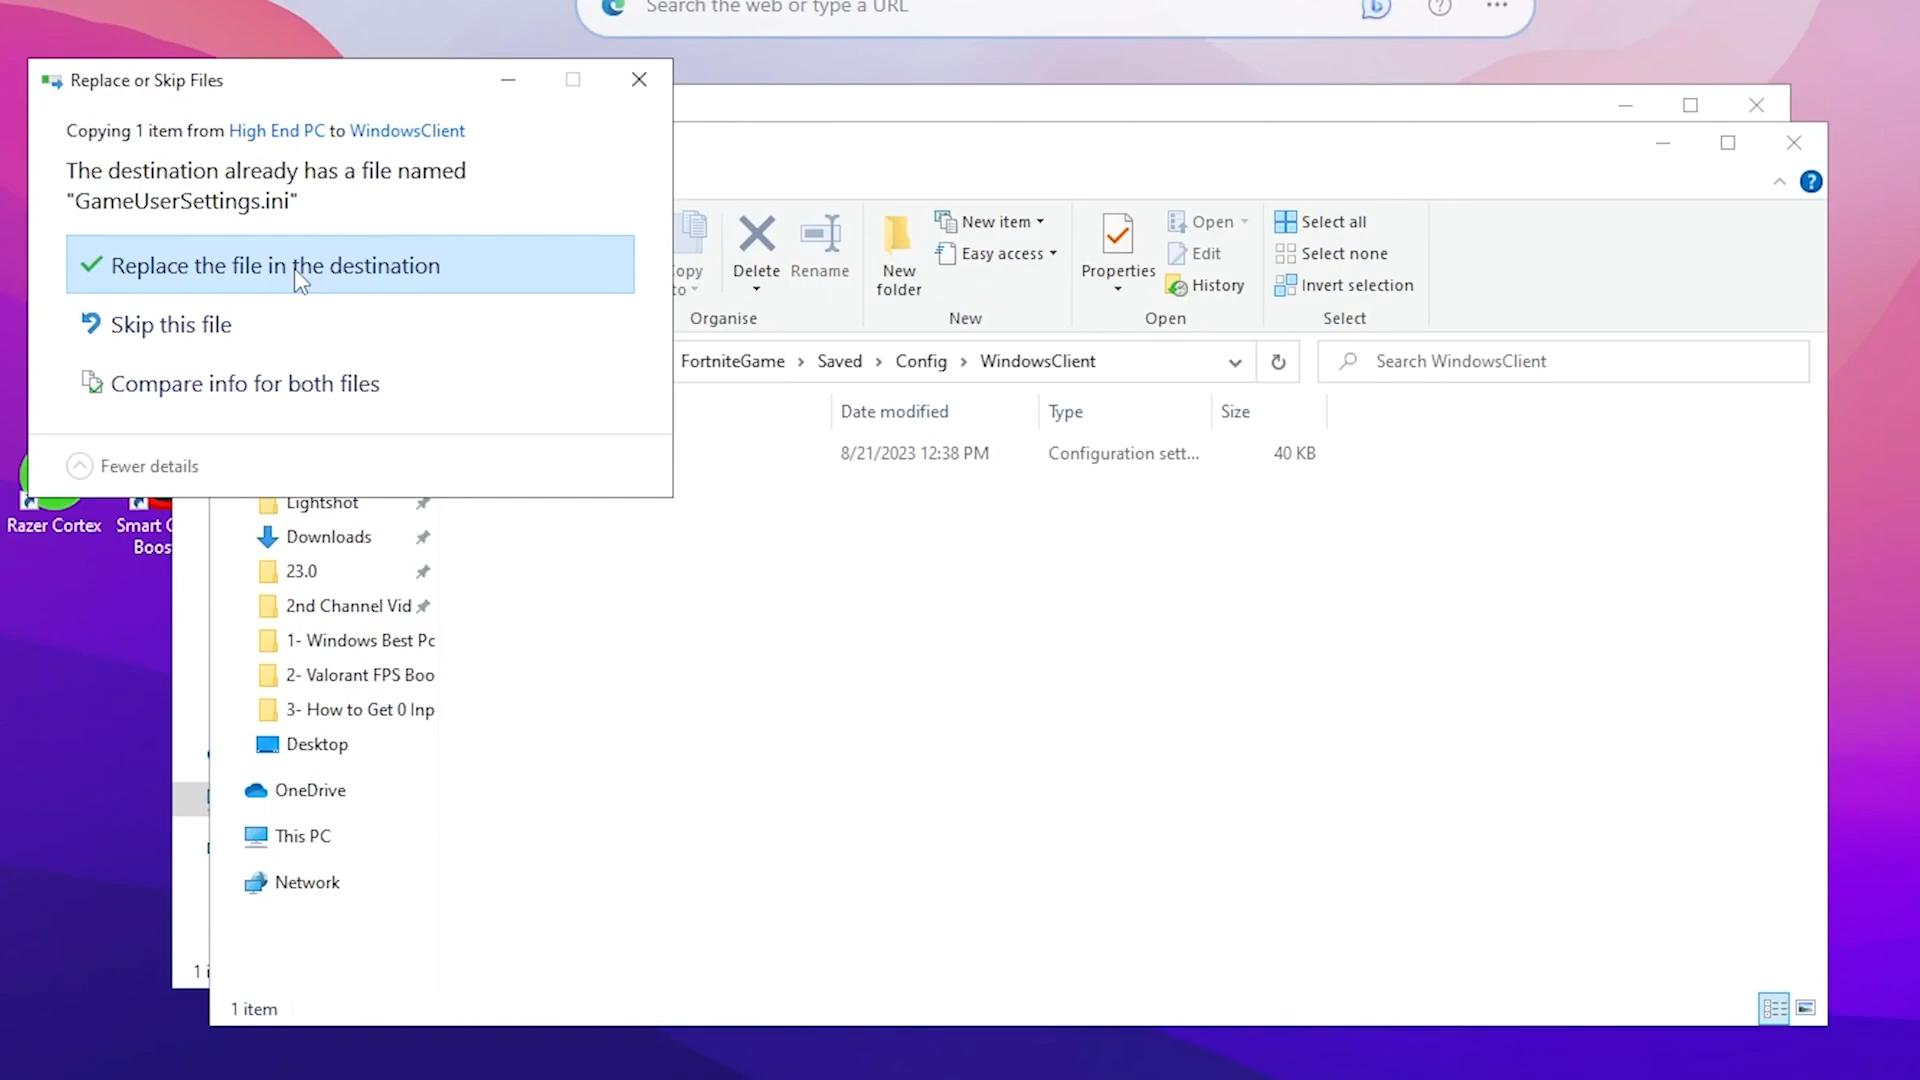 Search the web or type a URL
Replace or Skip Files
Copying 1 item from High End PC to WindowsClient
The destination already has a file named
"GameUserSettings.ini"
Replace the file in the destination
Skip this file
Compare info for both files
Fewer details
Delete
Rename
Organise
New
folder
New item
Easy access
New
Properties
Open
Edit
History
Open
Select all
Select none
Invert selection
Select
FortniteGame > Saved > Config > WindowsClient
Search WindowsClient
Date modified
Type
Size
8/21/2023 12:38 PM
Configuration sett...
40 KB
Razer Cortex
Smart
Lightshot
Downloads
23.0
2nd Channel Vid
1- Windows Best Pc
2- Valorant FPS Boo
3- How to Get 0 Inp
Desktop
OneDrive
This PC
Network
1 item